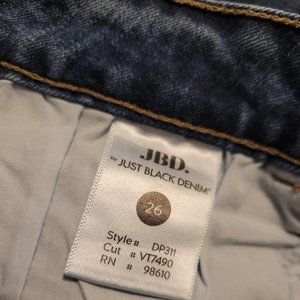 JBD.
by JUST BLACK DENIM
26
Style# DP311
Cut # VT7490
RN # 98610